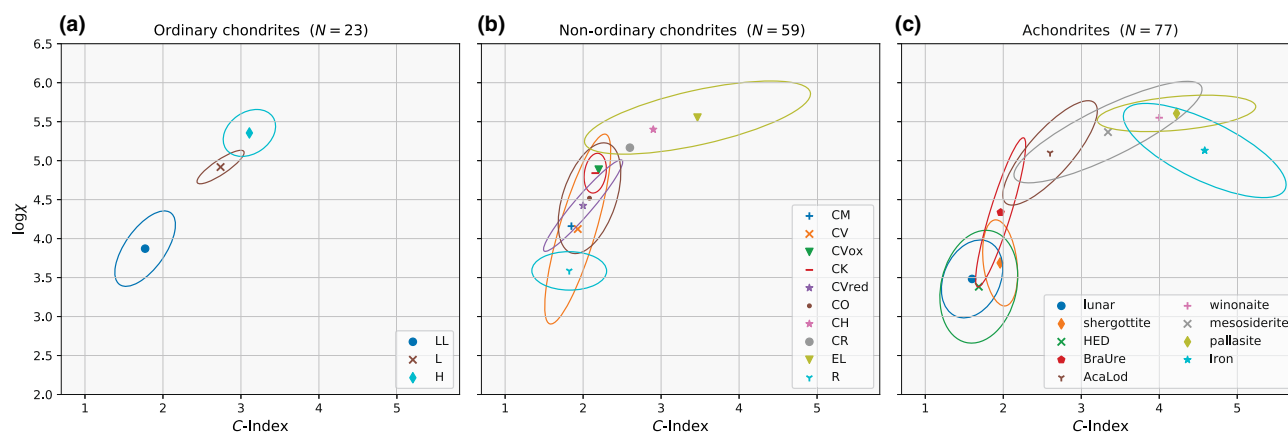 (a) Ordinary chondrites (N = 23)
6.5
6.0
5.5
5.0
4.5
4.0
3.5
3.0
2.5
2.0
logχ
1 2 3 4 5
C-Index
LL
L
H
(b) Non-ordinary chondrites (N = 59)
1 2 3 4 5
C-Index
CM
CV
CVox
CK
CVred
CO
CH
CR
EL
R
(c) Achondrites (N = 77)
1 2 3 4 5
C-Index
lunar
shergottite
HED
BraUre
AcaLod
winonaite
mesosiderite
pallasite
Iron